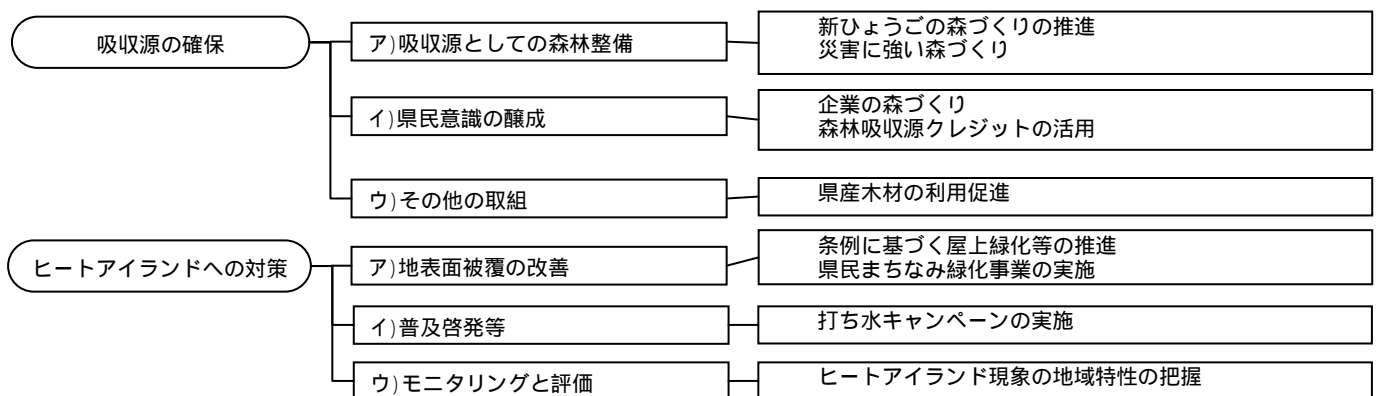 吸収源の確保
ア)吸収源としての森林整備
新ひょうごの森づくりの推進
災害に強い森づくり
イ)県民意識の醸成
企業の森づくり
森林吸収源クレジットの活用
ウ)その他の取組
県産木材の利用促進
ヒートアイランドへの対策
ア)地表面被覆の改善
条例に基づく屋上緑化等の推進
県民まちなみ緑化事業の実施
イ)普及啓発等
打ち水キャンペーンの実施
ウ)モニタリングと評価
ヒートアイランド現象の地域特性の把握